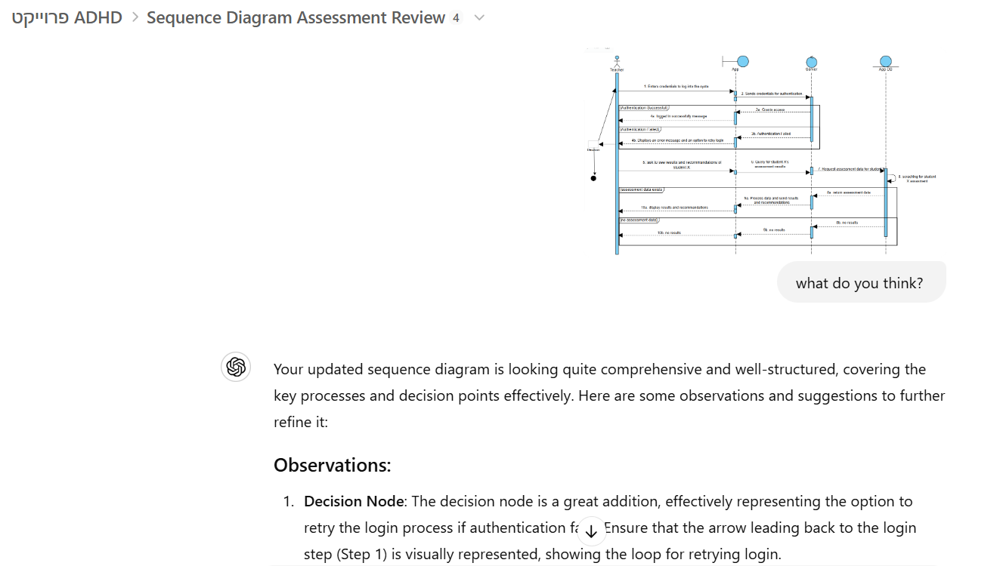 פרוייקט ADHD > Sequence Diagram Assessment Review 4
Teacher
App
Server
App DB
1. Enters credentials to log into the system
2. Sends credentials for authentication
[Authentication Successful]
3a. Grants access
4a. logged in successfully message
[Authentication Failed]
3b. Authentication Failed
4b. Displays an error message and an option to retry login
Decision
5. ask to see results and recommendations of
student X
6. Query for student X's
assessment results
7. Request assessment data for student
8. searching for student
X assessment
[assessment data exists]
8a. return assessment data
9a. Process data and send results
and recommendations
10a. display results and recommendations
[no assessment data]
8b. no results
9b. no results
10b. no results
what do you think?
Your updated sequence diagram is looking quite comprehensive and well-structured, covering the
key processes and decision points effectively. Here are some observations and suggestions to further
refine it:
Observations:
1. Decision Node: The decision node is a great addition, effectively representing the option to
retry the login process if authentication fa Ensure that the arrow leading back to the login
step (Step 1) is visually represented, showing the loop for retrying login.